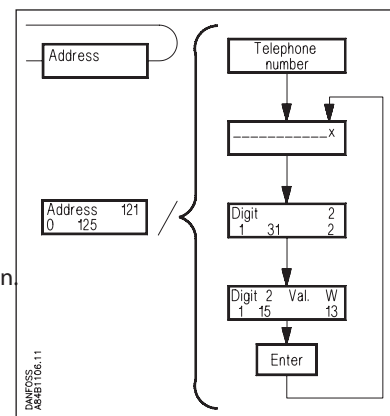 Address
Address 121
0 125
n.
Telephone
number
___________x
Digit 2
1 31 2
Digit 2 Val. W
1 15 13
Enter
DANFOSS
A84B1106.11